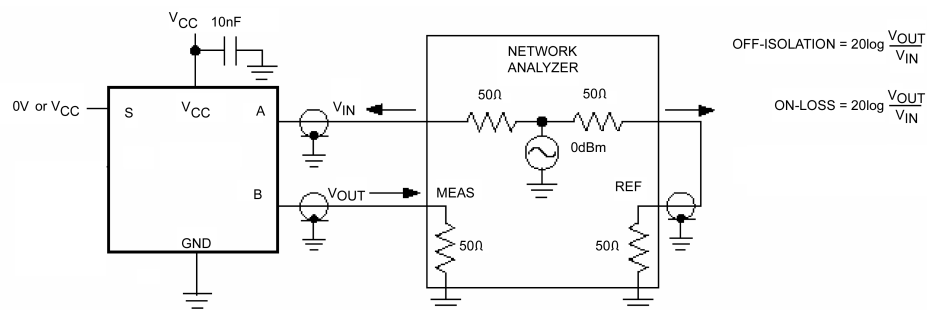 VCC
10nF
0V or VCC
S
VCC
A
B
GND
VIN
VOUT
NETWORK
ANALYZER
50Ω
50Ω
0dBm
MEAS
REF
50Ω
50Ω
OFF-ISOLATION = 20log VOUT
VIN
ON-LOSS = 20log VOUT
VIN